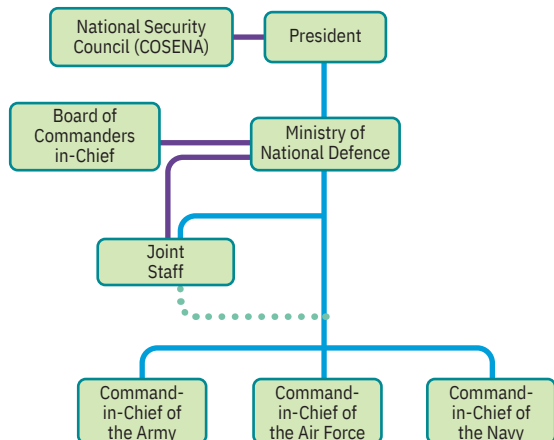 National Security
Council (COSENA)
President
Board of
Commanders
in-Chief
Ministry of
National Defence
Joint
Staff
Command-
in-Chief of
the Army
Command-
in-Chief of
the Air Force
Command-
in-Chief of
the Navy